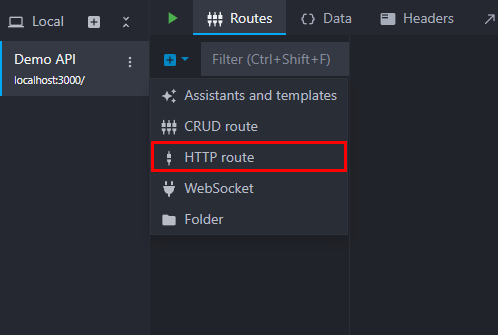 Local
Routes
Data
Headers
Demo API
localhost:3000/
Filter (Ctrl+Shift+F)
Assistants and templates
CRUD route
HTTP route
WebSocket
Folder